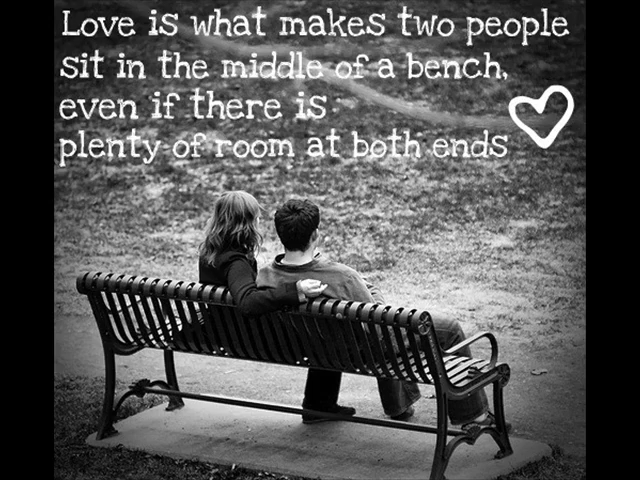 Love is what makes two people
sit in the middle of a bench,
even if there is
plenty of room at both ends